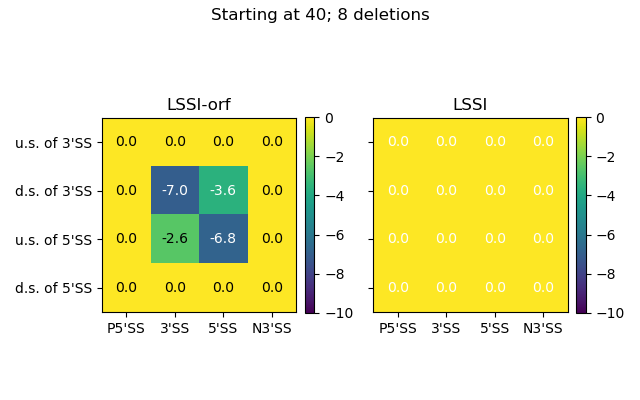 Starting at 40; 8 deletions
LSSI-orf
LSSI
u.s. of 3'SS 0.0 0.0 0.0 0.0 0 0.0 0.0 0.0 0.0 0
−2 −2
d.s. of 3'SS 0.0 -7.0 -3.6 0.0 −4 0.0 0.0 0.0 0.0 −4
u.s. of 5'SS 0.0 -2.6 -6.8 0.0 −6 0.0 0.0 0.0 0.0 −6
−8 −8
d.s. of 5'SS 0.0 0.0 0.0 0.0 −10 0.0 0.0 0.0 0.0 −10
P5'SS 3'SS 5'SS N3'SS P5'SS 3'SS 5'SS N3'SS